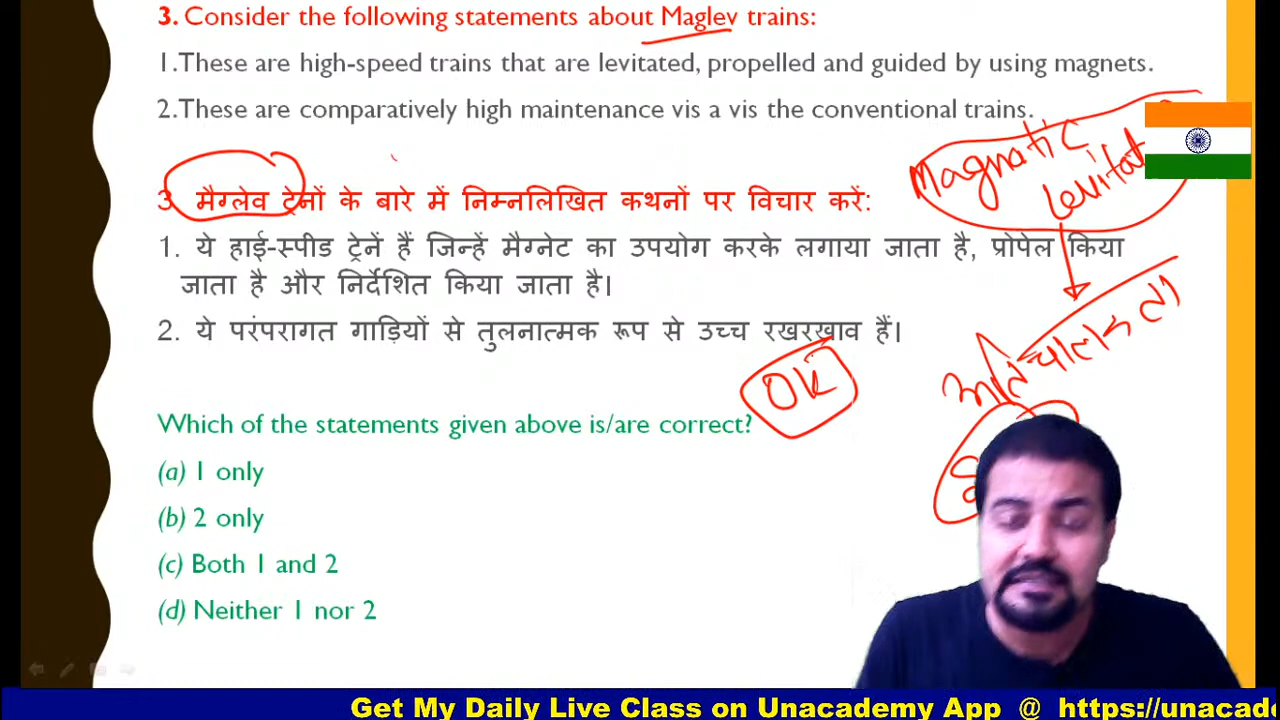 3. Consider the following statements about Maglev trains:
1.These are high-speed trains that are levitated, propelled and guided by using magnets.
2.These are comparatively high maintenance vis a vis the conventional trains.
Magnatic
levitat
3 मैग्लेव ट्रेनों के बारे में निम्नलिखित कथनों पर विचार करें:
1. ये हाई-स्पीड ट्रेनें हैं जिन्हें मैग्नेट का उपयोग करके लगाया जाता है, प्रोपेल किया
जाता है और निर्देशित किया जाता है।
2. ये परंपरागत गाड़ियों से तुलनात्मक रूप से उच्च रखरखाव हैं।
अतिचालकता
OK
Which of the statements given above is/are correct?
(a) 1 only
(b) 2 only
(c) Both 1 and 2
(d) Neither 1 nor 2
Get My Daily Live Class on Unacademy App @ https://unacad